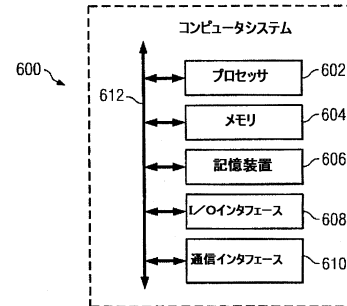 コンピュータシステム
600
612
プロセッサ
602
メモリ
604
記憶装置
606
I/Oインタフェース
608
通信インタフェース
610